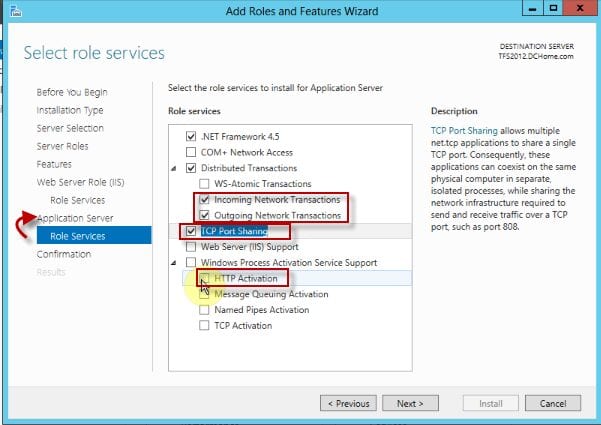 Add Roles and Features Wizard
Select role services
DESTINATION SERVER
TFS2012.DCHome.com
Before You Begin
Installation Type
Server Selection
Server Roles
Features
Web Server Role (IIS)
Role Services
Application Server
Role Services
Confirmation
Results
Select the role services to install for Application Server
Role services
.NET Framework 4.5
COM+ Network Access
Distributed Transactions
WS-Atomic Transactions
Incoming Network Transactions
Outgoing Network Transactions
TCP Port Sharing
Web Server (IIS) Support
Windows Process Activation Service Support
HTTP Activation
Message Queuing Activation
Named Pipes Activation
TCP Activation
Description
TCP Port Sharing allows multiple
net.tcp applications to share a single
TCP port. Consequently, these
applications can coexist on the same
physical computer in separate,
isolated processes, while sharing the
network infrastructure required to
send and receive traffic over a TCP
port, such as port 808.
< Previous
Next >
Install
Cancel